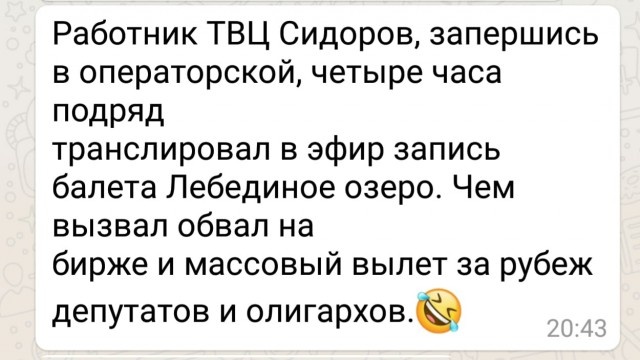 Работник ТВЦ Сидоров, запершись
в операторской, четыре часа
подряд
транслировал в эфир запись
балета Лебединое озеро. Чем
вызвал обвал на
бирже и массовый вылет за рубеж
депутатов и олигархов.🤣
20:43